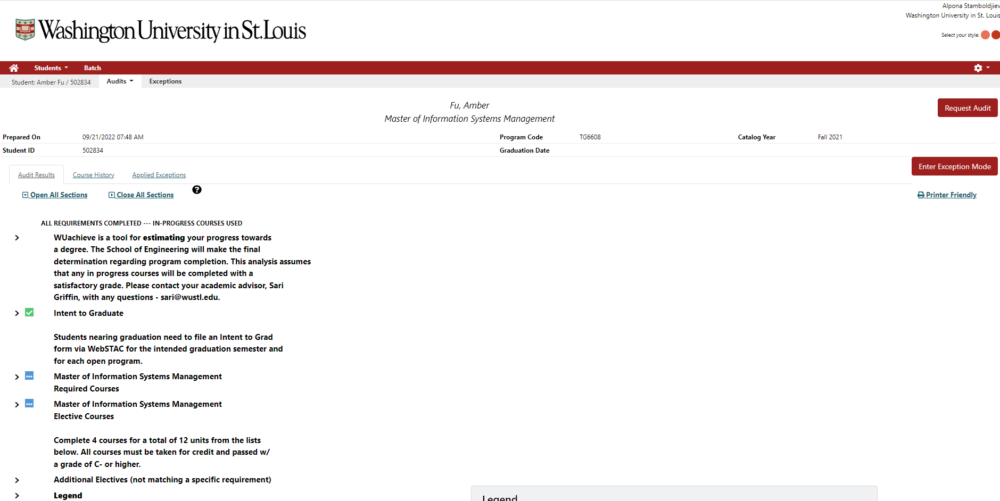 Alpona Stamboldjiev
Washington University in St. Louis
Washington University in St. Louis
Select your style:
Students Batch
Student: Amber Fu / 502834 Audits Exceptions
Fu, Amber
Request Audit
Master of Information Systems Management
Prepared On 09/21/2022 07:48 AM Program Code TG6608 Catalog Year Fall 2021
Student ID 502834 Graduation Date
Enter Exception Mode
Audit Results Course History Applied Exceptions
Open All Sections Close All Sections ? Printer Friendly
ALL REQUIREMENTS COMPLETED --- IN-PROGRESS COURSES USED
WUachieve is a tool for estimating your progress towards
a degree. The School of Engineering will make the final
determination regarding program completion. This analysis assumes
that any in progress courses will be completed with a
satisfactory grade. Please contact your academic advisor, Sari
Griffin, with any questions - sari@wustl.edu.
Intent to Graduate
Students nearing graduation need to file an Intent to Grad
form via WebSTAC for the intended graduation semester and
for each open program.
Master of Information Systems Management
Required Courses
Master of Information Systems Management
Elective Courses
Complete 4 courses for a total of 12 units from the lists
below. All courses must be taken for credit and passed w/
a grade of C- or higher.
Additional Electives (not matching a specific requirement)
Legend
Legend